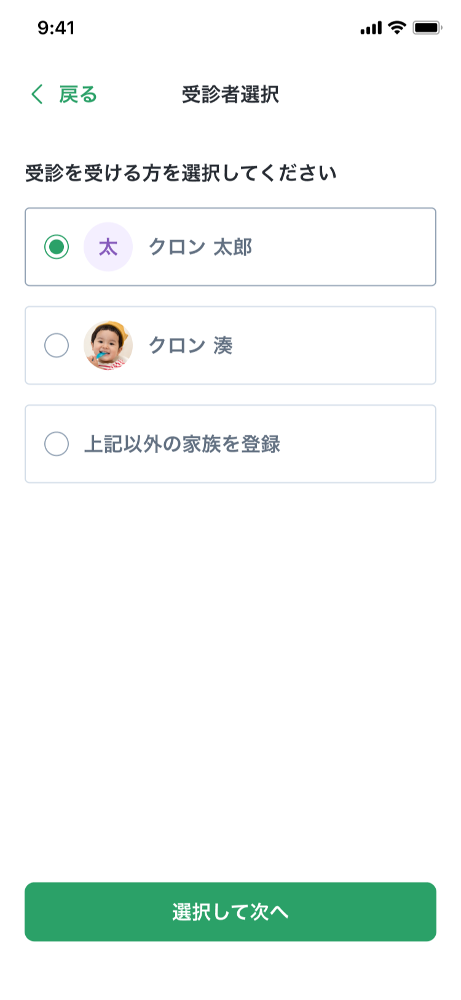 9:41
戻る
受診者選択
受診を受ける方を選択してください
太
クロン 太郎
クロン 湊
上記以外の家族を登録
選択して次へ